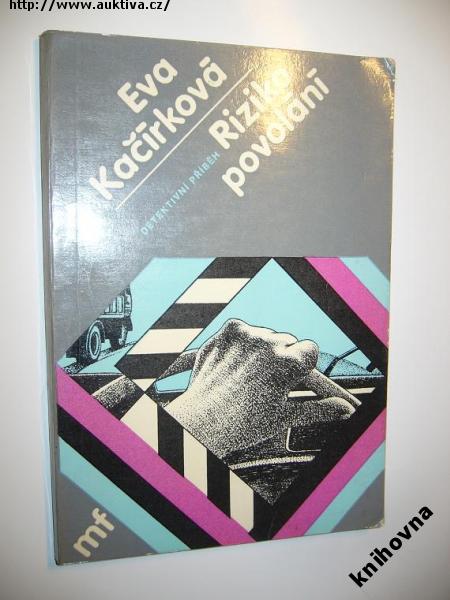 http://www.auktiva.cz/
Eva
Kačírková
Riziko
povolání
DETEKTIVNÍ PŘÍBĚH
mf
knihovna